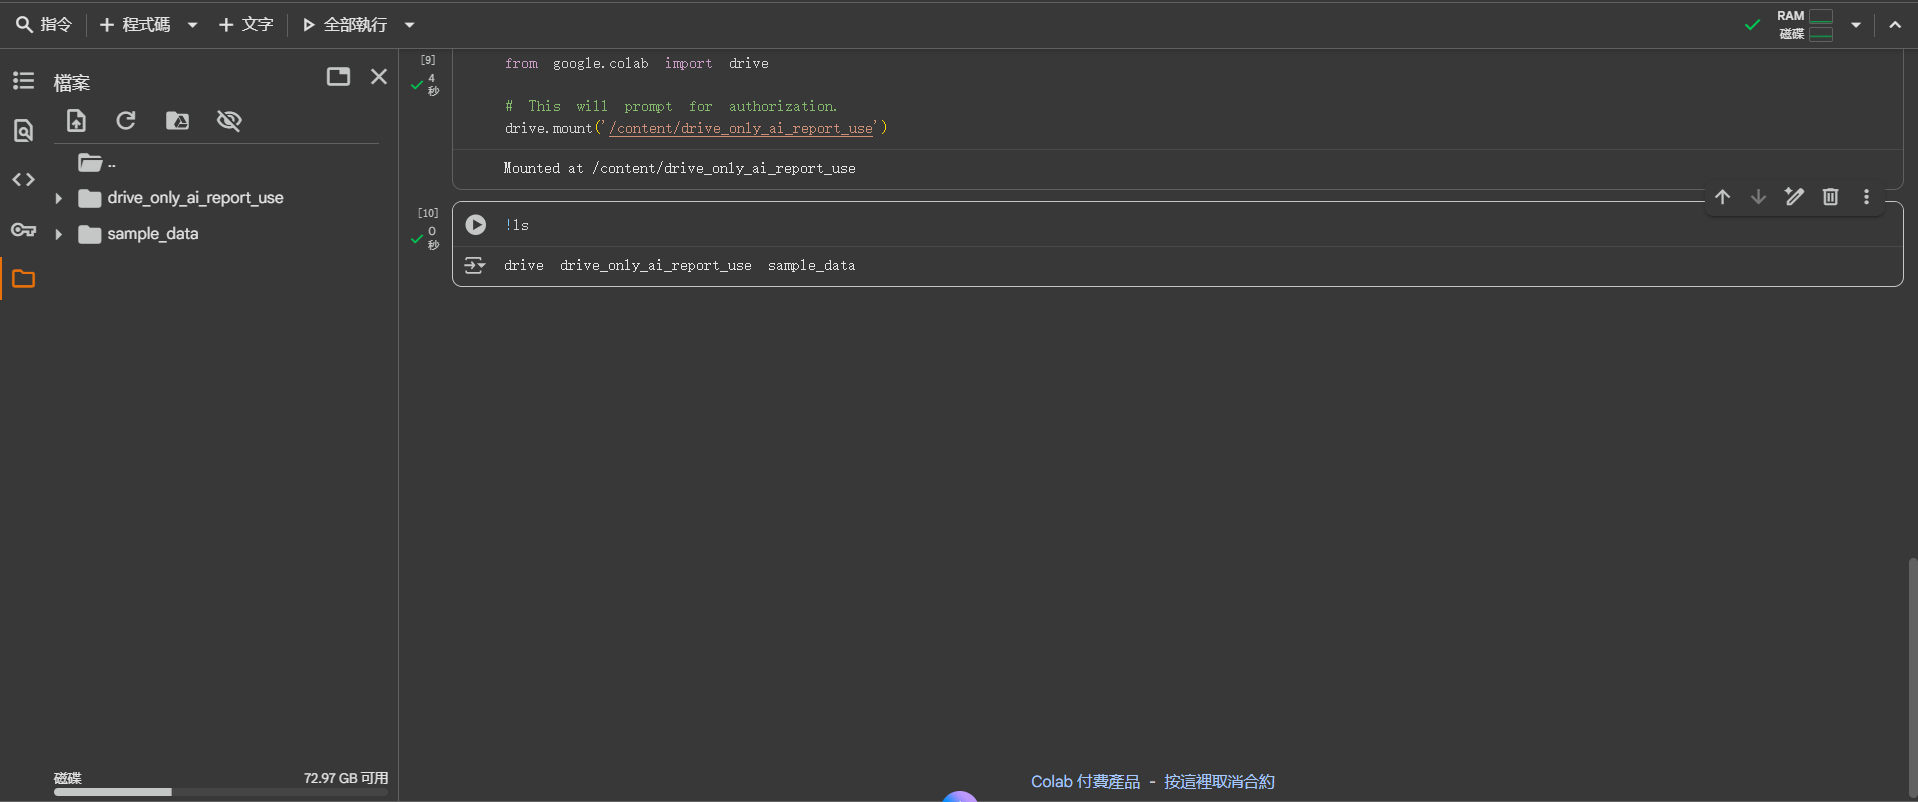 指令 + 程式碼 + 文字 全部執行
RAM
磁碟
檔案
..
drive_only_ai_report_use
sample_data
磁碟 72.97 GB 可用
[9]
4
秒
from google.colab import drive
# This will prompt for authorization.
drive.mount('/content/drive_only_ai_report_use')
Mounted at /content/drive_only_ai_report_use
[10]
0
秒
!ls
drive drive_only_ai_report_use sample_data
Colab 付費產品 - 按這裡取消合約